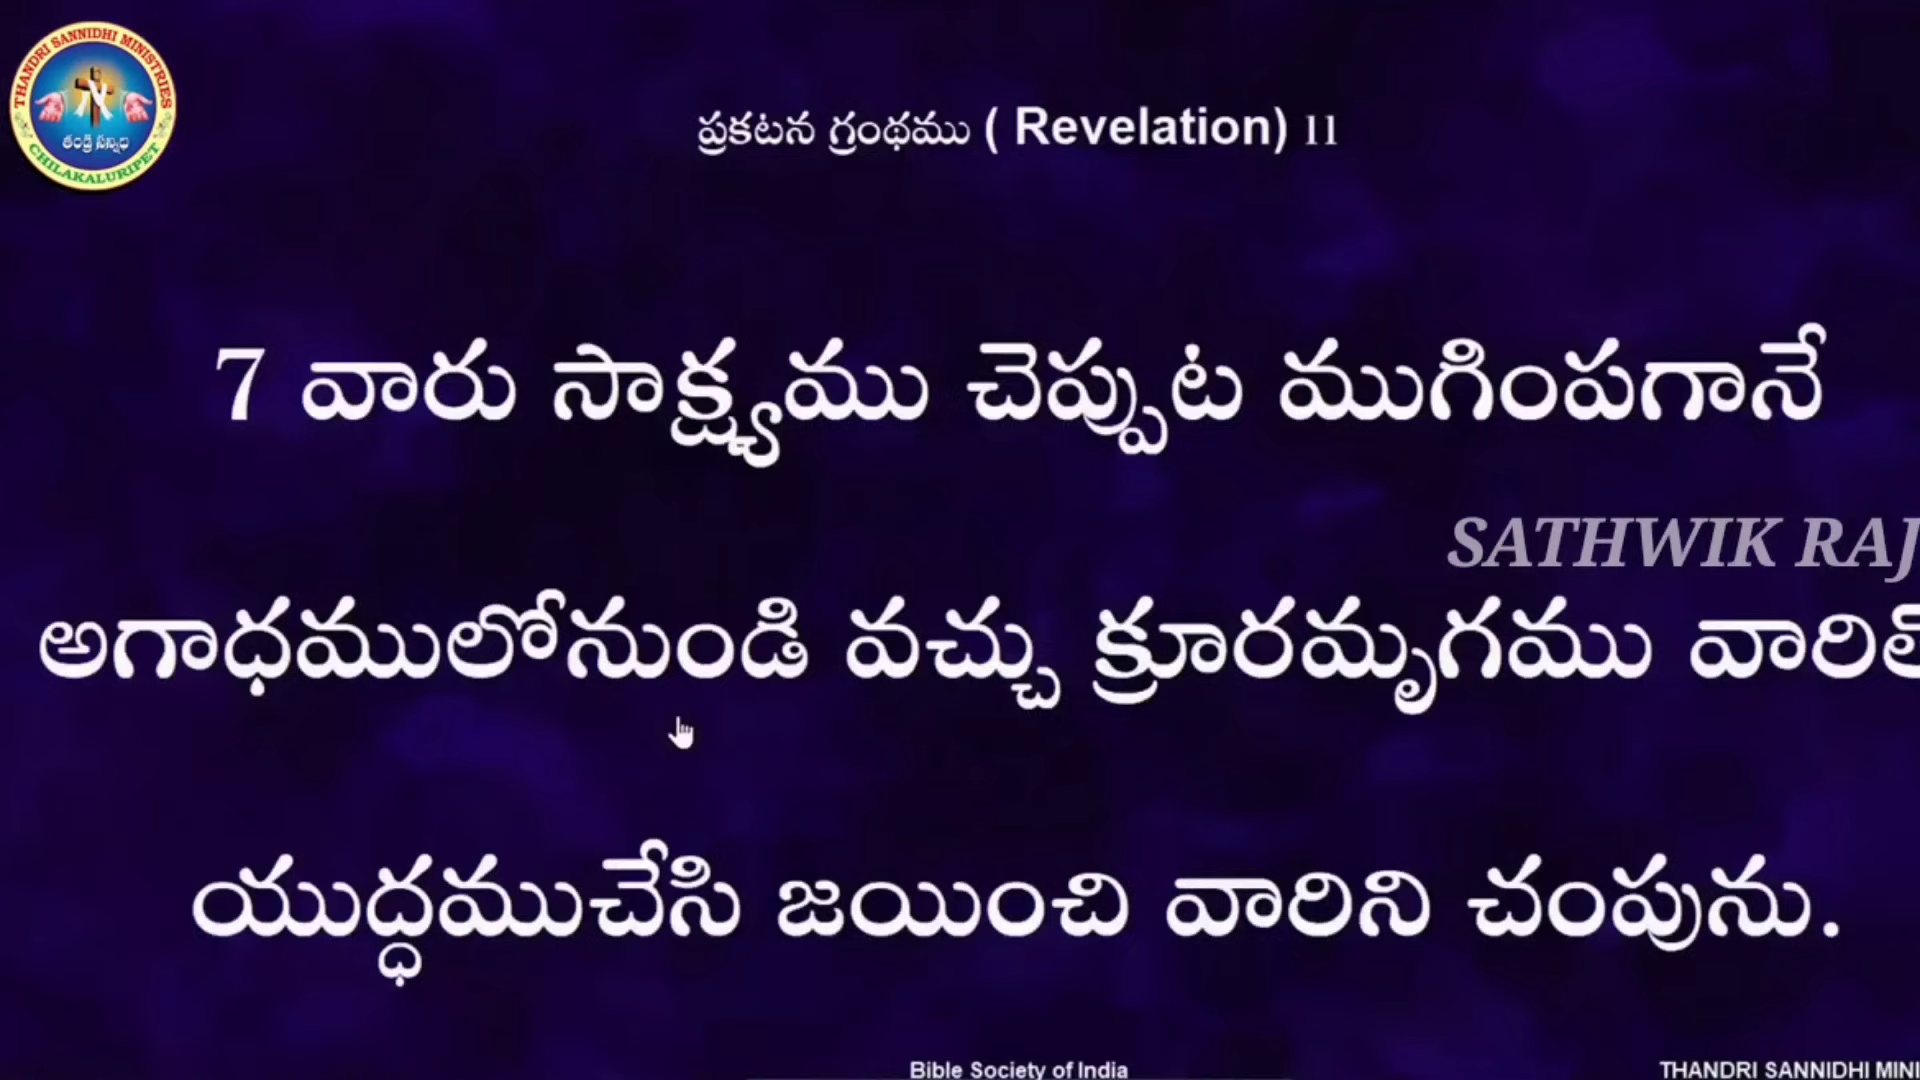 THANDRI SANNIDHI MINISTRIES
తండ్రి సన్నిధి
CHILAKALURIPET
ప్రకటన గ్రంథము ( Revelation) 11
7 వారు సాక్ష్యము చెప్పుట ముగింపగానే
SATHWIK RAJ
అగాధములోనుండి వచ్చు క్రూరమృగము
యుద్ధముచేసి జయించి వారిని చంపును.
Bible Society of India
THANDRI SANNIDHI MINI